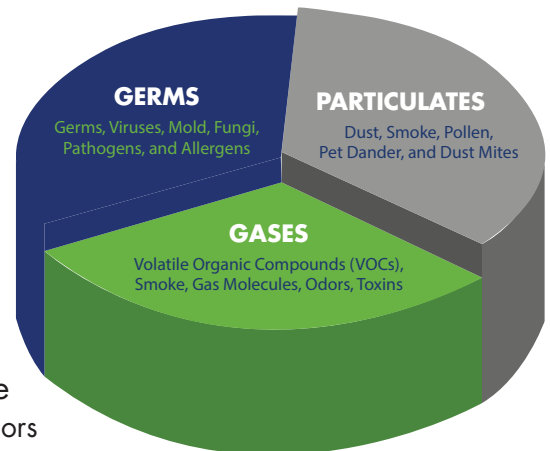 GERMS
Germs, Viruses, Mold, Fungi,
Pathogens, and Allergens
PARTICULATES
Dust, Smoke, Pollen,
Pet Dander, and Dust Mites
GASES
Volatile Organic Compounds (VOCs),
Smoke, Gas Molecules, Odors, Toxins